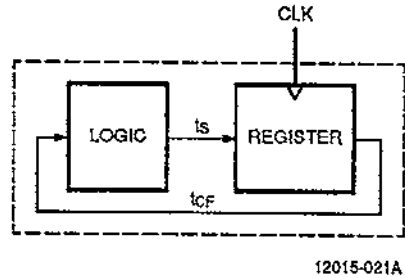 CLK
LOGIC
ts
REGISTER
tCF
12015-021A